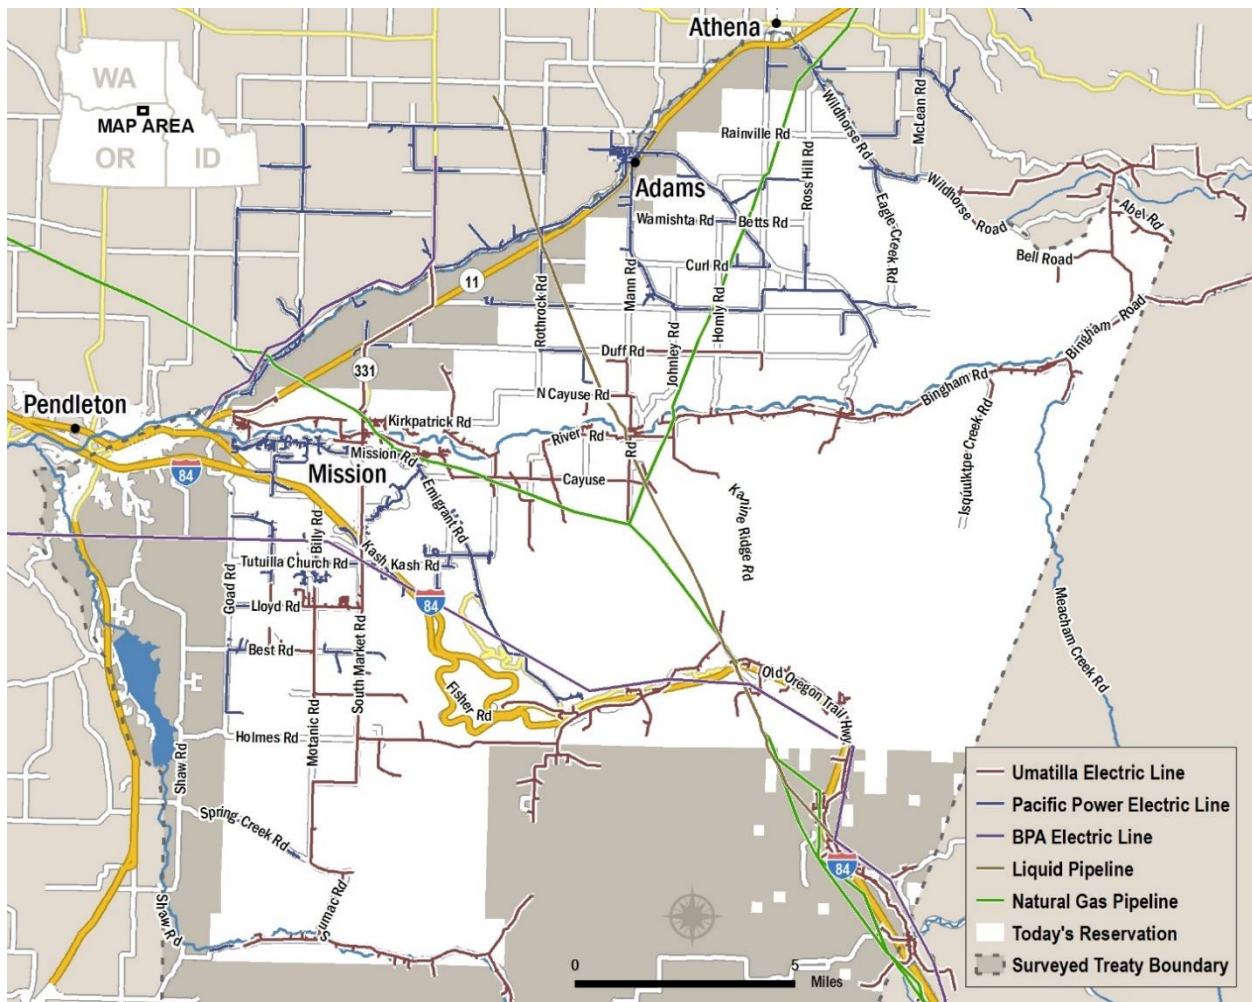 Athena
WA
MAP AREA
OR
ID
Wildhorse Rd
McLean Rd
Rainville Rd
Ross Hill Rd
Adams
Wamishta Rd
Betts Rd
Eagle Creek Rd
Wildhorse Road
Abel Rd
Bell Road
Curl Rd
Mann Rd
Homly Rd
11
Rothrock Rd
Johnley Rd
Duff Rd
331
Bingham Road
Bingham Rd
Pendleton
N Cayuse Rd
Kirkpatrick Rd
River Rd
Rd
Mission Rd
84
Mission
Cayuse
Emigrant Rd
Kanine Ridge Rd
Isqúulktpe Creek Rd
Billy Rd
Kash Kash Rd
Tutuilla Church Rd
Goad Rd
84
Lloyd Rd
South Market Rd
Best Rd
Meacham Creek Rd
Old Oregon Trail Hwy.
Fisher Rd
Motanic Rd
Holmes Rd
Shaw Rd
Spring Creek Rd
84
Sumac Rd
Shaw Rd
Umatilla Electric Line
Pacific Power Electric Line
BPA Electric Line
Liquid Pipeline
Natural Gas Pipeline
Today's Reservation
Surveyed Treaty Boundary
0
5
Miles